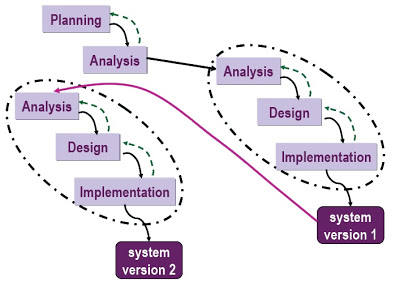 Planning
Analysis
Analysis
Design
Implementation
system
version 1
Analysis
Design
Implementation
system
version 2